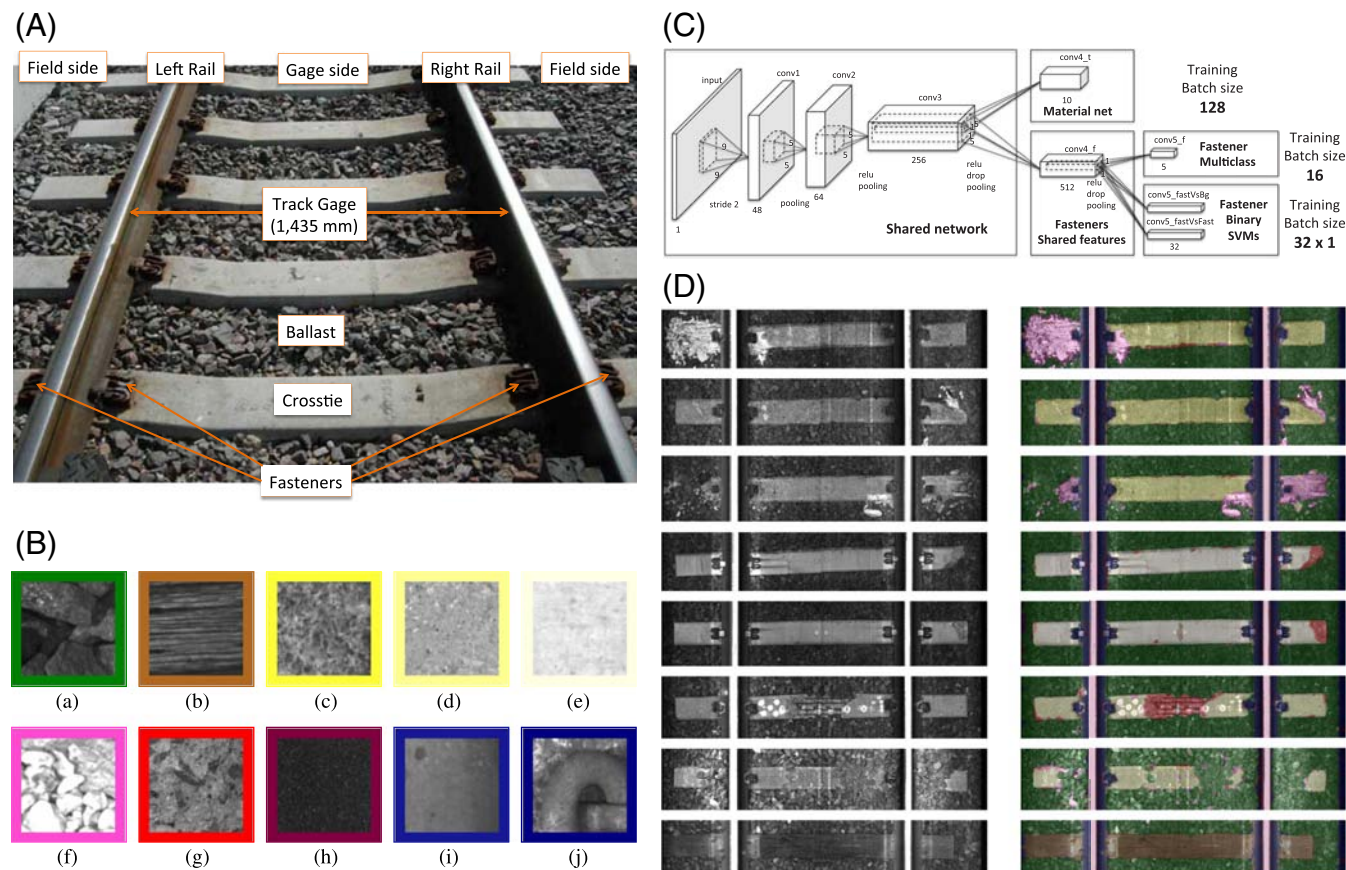 (A)
Field side
Left Rail
Gage side
Right Rail
Field side
Track Gage
(1,435 mm)
Ballast
Crosstie
Fasteners
(B)
(a)
(b)
(c)
(d)
(e)
(f)
(g)
(h)
(i)
(j)
(C)
input
conv1
conv2
conv3
9
9
5
5
5
5
stride 2
pooling
1
48
64
256
relu
pooling
relu
drop
pooling
Shared network
conv4_t
10
Material net
Training
Batch size
128
conv4_f
512
relu
drop
pooling
Fasteners
Shared features
conv5_f
5
Fastener
Multiclass
Training
Batch size
16
conv5_fastVsBg
conv5_fastVsFast
32
Fastener
Binary
SVMs
Training
Batch size
32 x 1
(D)